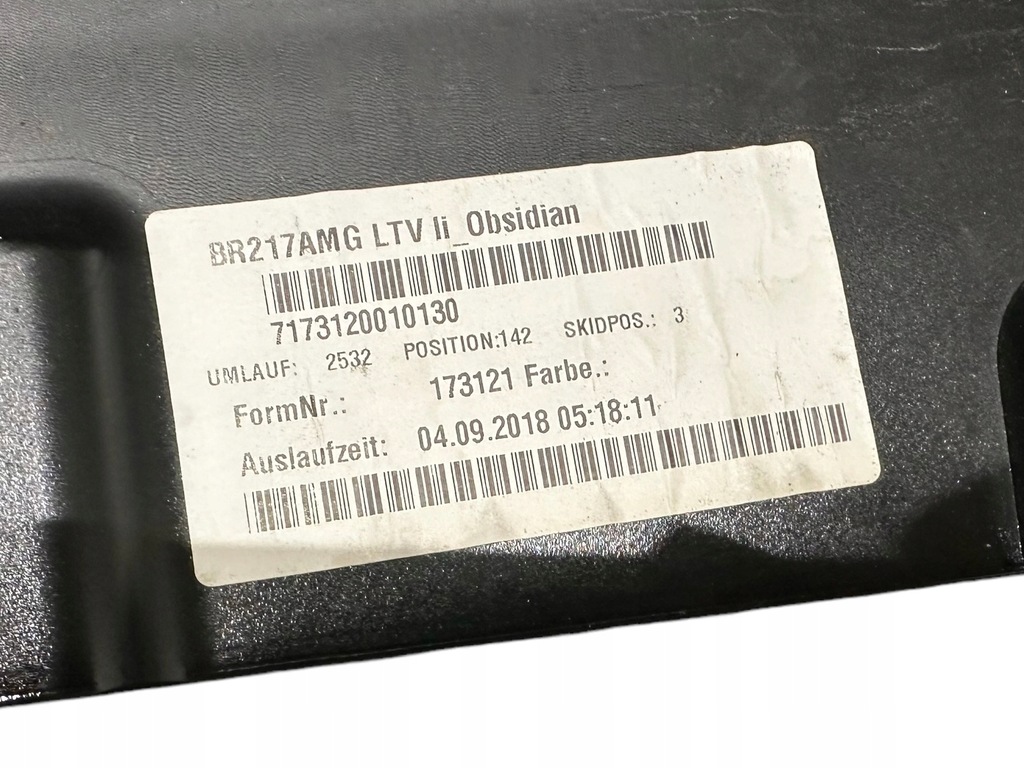 BR217AMG LTV li_Obsidian
7173120010130
UMLAUF: 2532 POSITION:142 SKIDPOS.: 3
FormNr.: 173121 Farbe.:
Auslaufzeit: 04.09.2018 05:18:11